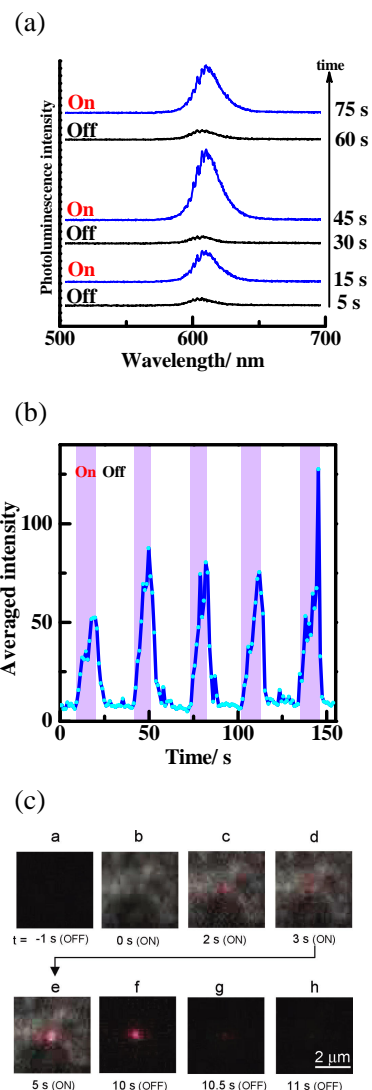 (a)
Photoluminescence intensity
time
On 75 s
Off 60 s
On 45 s
Off 30 s
On 15 s
Off 5 s
500 600 700
Wavelength/ nm
(b)
Averaged intensity
On Off
100
50
0
0 50 100 150
Time/ s
(c)
a b c d
t = -1 s (OFF) 0 s (ON) 2 s (ON) 3 s (ON)
e f g h
2 μm
5 s (ON) 10 s (OFF) 10.5 s (OFF) 11 s (OFF)